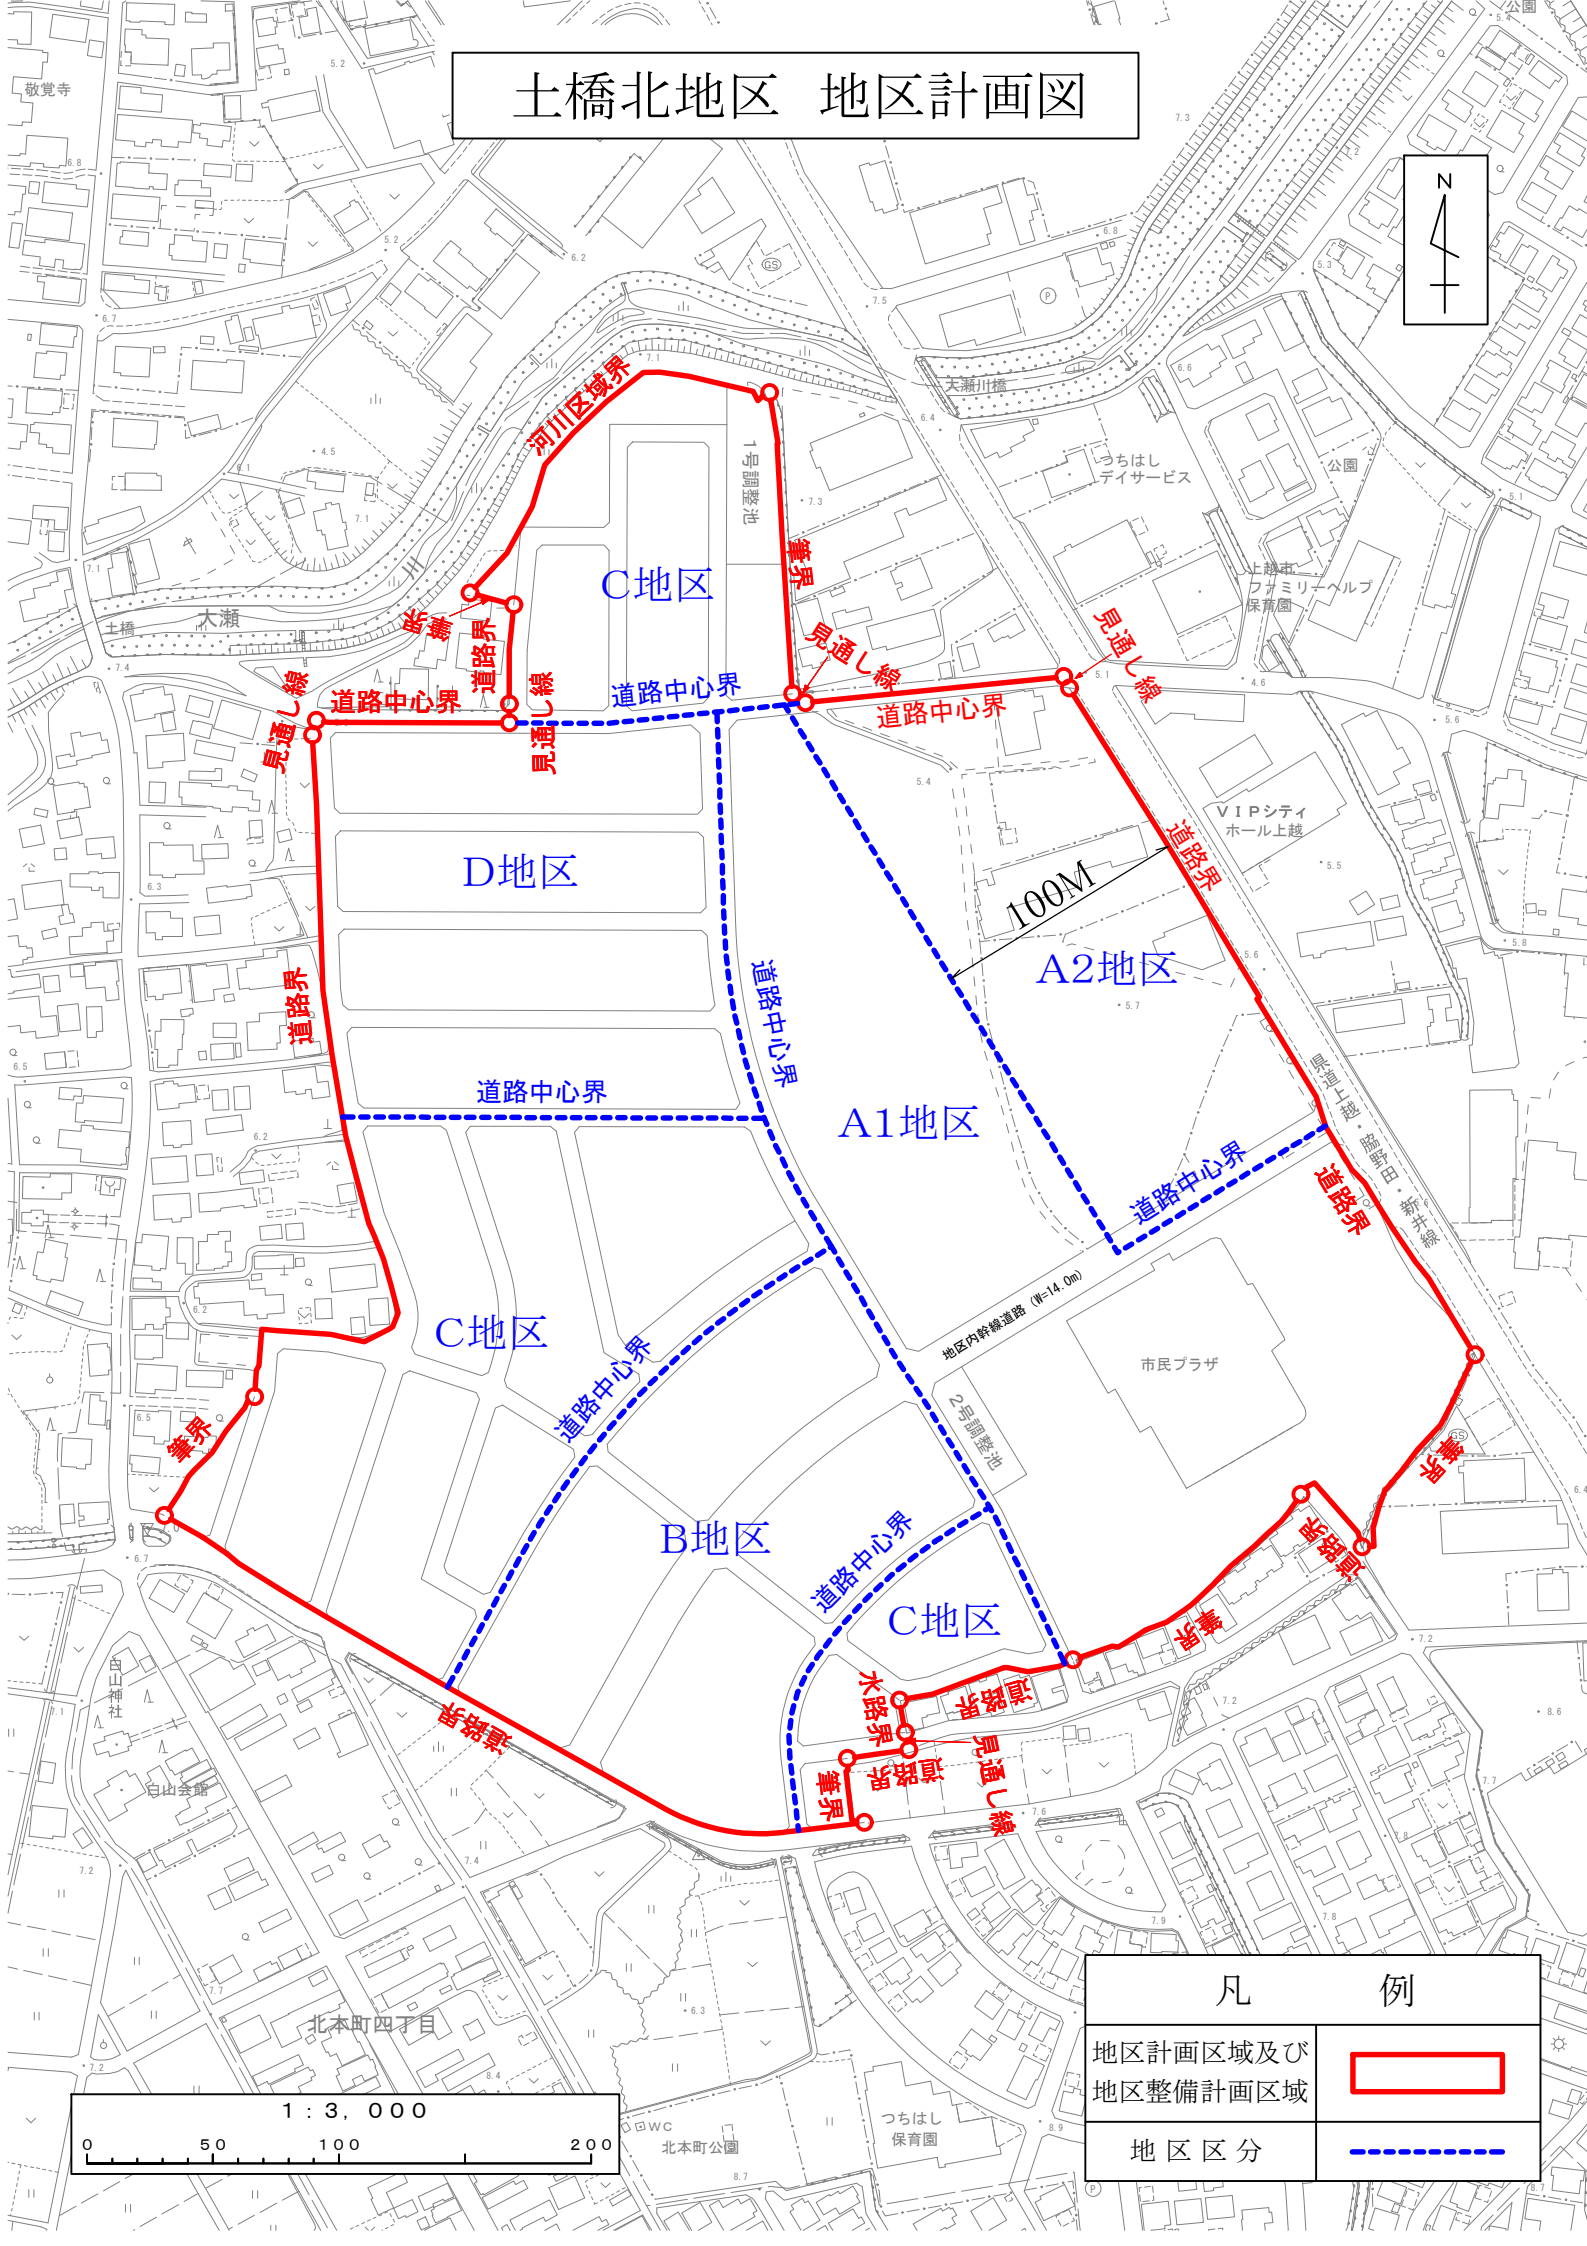 土橋北地区 地区計画図
N
敬覚寺
公園
GS
P
大瀬川橋
つちはし
デイサービス
公園
上越市
ファミリーヘルプ
保育園
河川区域界
1号調整池
C地区
筆界
筆界
道路界
見通し線
道路中心界
見通し線
道路中心界
見通し線
道路中心界
見通し線
大瀬
川
土橋
VIPシティ
ホール上越
道路界
D地区
100M
A2地区
道路中心界
道路界
道路中心界
A1地区
県道上越・脇野田・新井線
道路中心界
道路界
地区内幹線道路 (W=14.0m)
市民プラザ
C地区
道路中心界
2号調整池
筆界
GS
筆界
B地区
道路中心界
道路界
C地区
筆界
水路界
道路界
道路界
見通し線
道路界
筆界
白山神社
白山会館
北本町四丁目
WC
北本町公園
つちはし
保育園
P
1:3,000
0 50 100 200
凡 例
地区計画区域及び
地区整備計画区域
地区区分